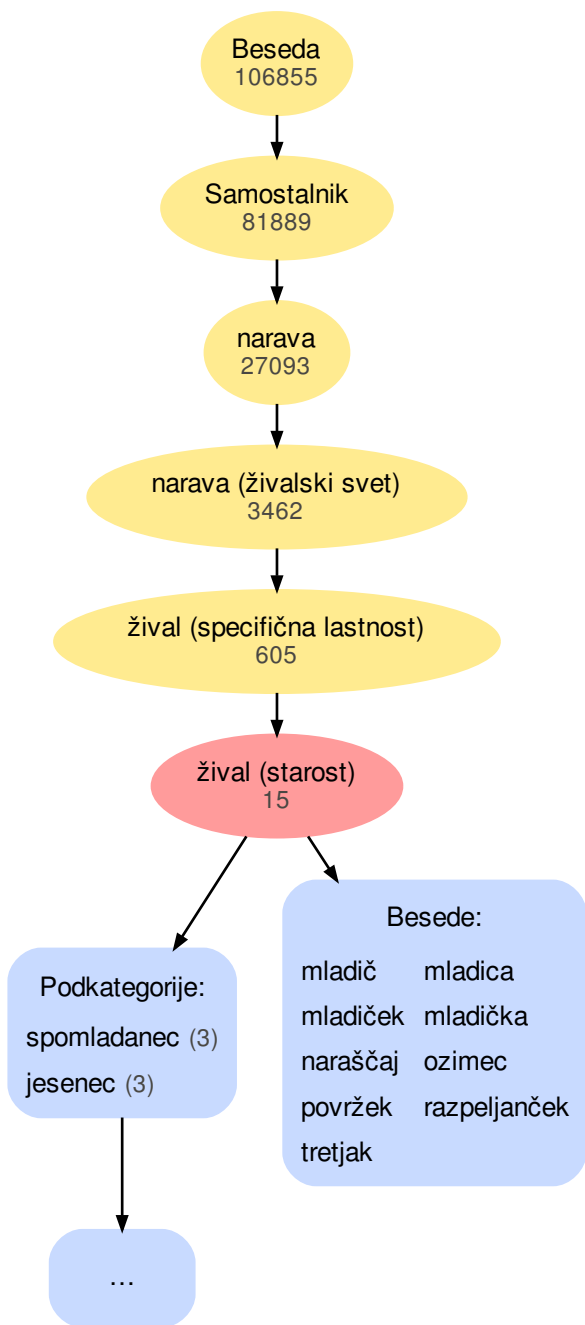 Beseda
106855
Samostalnik
81889
narava
27093
narava (živalski svet)
3462
žival (specifična lastnost)
605
žival (starost)
15
Podkategorije:
spomladanec (3)
jesenec (3)
…
Besede:
mladič mladica
mladiček mladička
naraščaj ozimec
povržek razpeljanček
tretjak